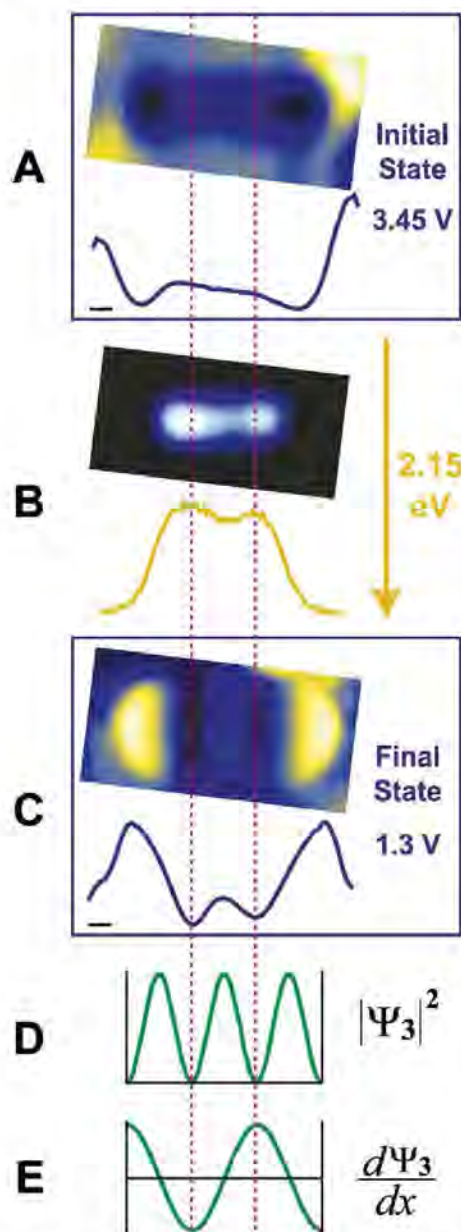 A
Initial
State
3.45 V
B
2.15
eV
C
Final
State
1.3 V
D
|Ψ₃|²
E
dΨ₃
dx